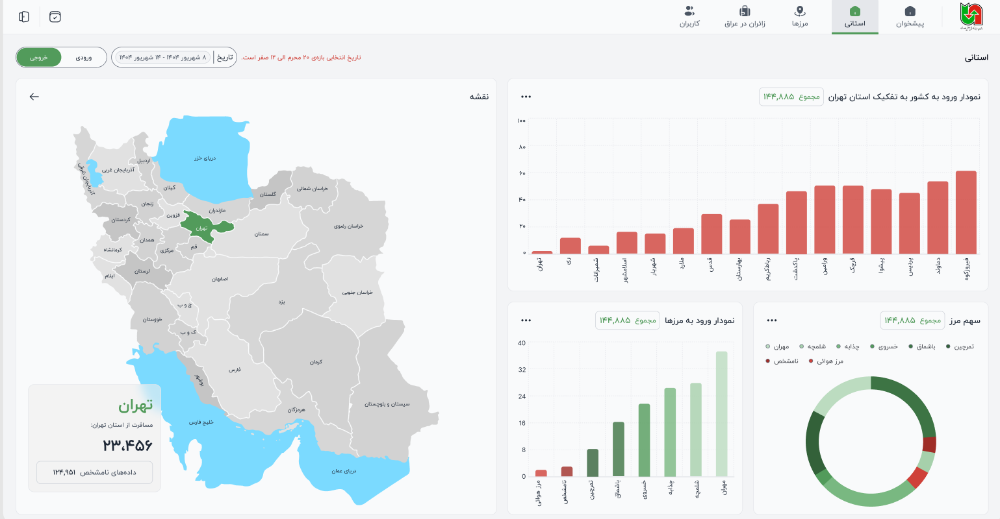 پیشخوان
استانی
مرزها
زائران در عراق
کاربران
استانی
تاریخ انتخابی بازه‌ی ۲۰ محرم الی ۱۲ صفر است.
تاریخ
۸ شهریور ۱۴۰۴ - ۱۴ شهریور ۱۴۰۴
ورودی
خروجی
نمودار ورود به کشور به تفکیک استان تهران
مجموع ۱۴۴,۸۸۵
۱۰۰
۸۰
۶۰
۴۰
۲۰
۰
تهران
ری
شمیرانات
اسلامشهر
شهریار
ملارد
قدس
بهارستان
رباط‌کریم
پاکدشت
ورامین
قرچک
پیشوا
پردیس
دماوند
فیروزکوه
سهم مرز
مجموع ۱۴۴,۸۸۵
تمرچین
باشماق
خسروی
چذابه
شلمچه
مهران
مرز هوائی
نامشخص
نمودار ورود به مرزها
مجموع ۱۴۴,۸۸۵
40
32
24
16
8
0
مرز هوائی
نامشخص
تمرچین
باشماق
خسروی
چذابه
شلمچه
مهران
نقشه
دریای خزر
اردبیل
آذربایجان غربی
آذربایجان شرقی
گیلان
خراسان شمالی
گلستان
زنجان
مازندران
قزوین
کردستان
خراسان رضوی
تهران
سمنان
همدان
قم
مرکزی
کرمانشاه
لرستان
ایلام
اصفهان
خراسان جنوبی
یزد
چ و ب
خوزستان
ک و ب
کرمان
فارس
بوشهر
سیستان و بلوچستان
هرمزگان
خلیج فارس
دریای عمان
تهران
مسافرت از استان تهران:
۲۳،۴۵۶
داده‌های نامشخص ۱۲۴,۹۵۱